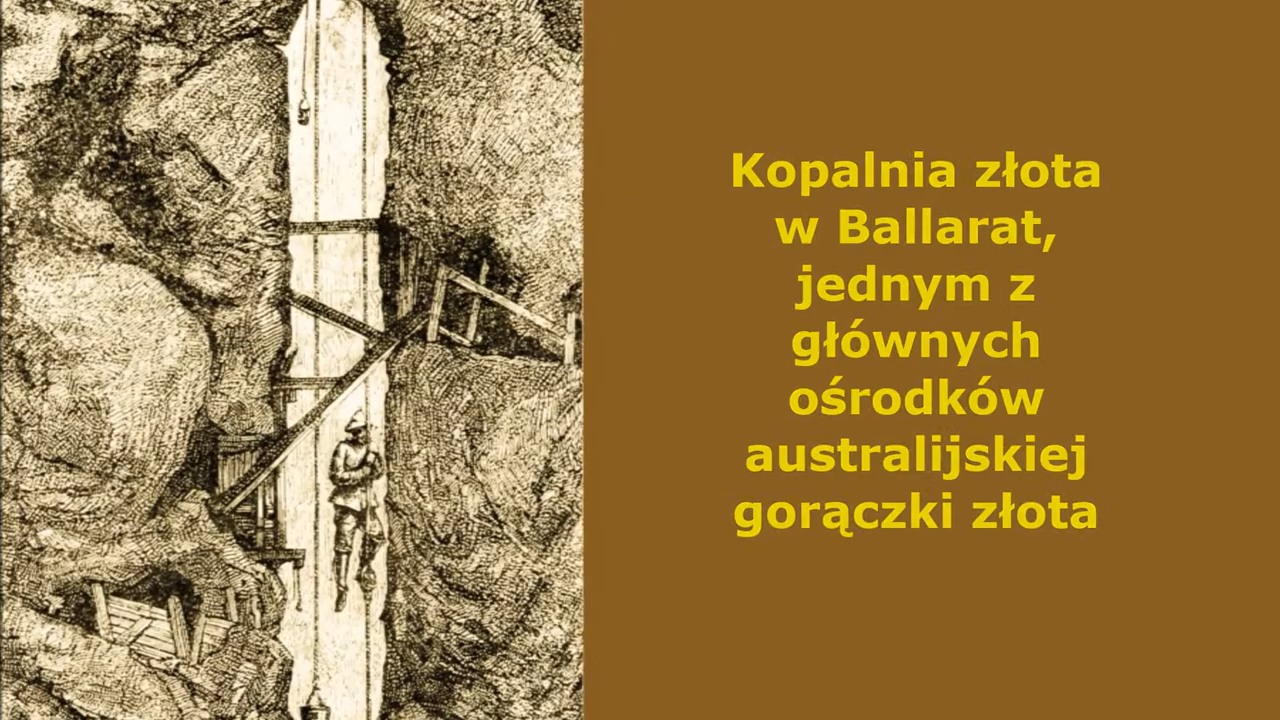 Kopalnia złota
w Ballarat,
jednym z
głównych
ośrodków
australijskiej
gorączki złota